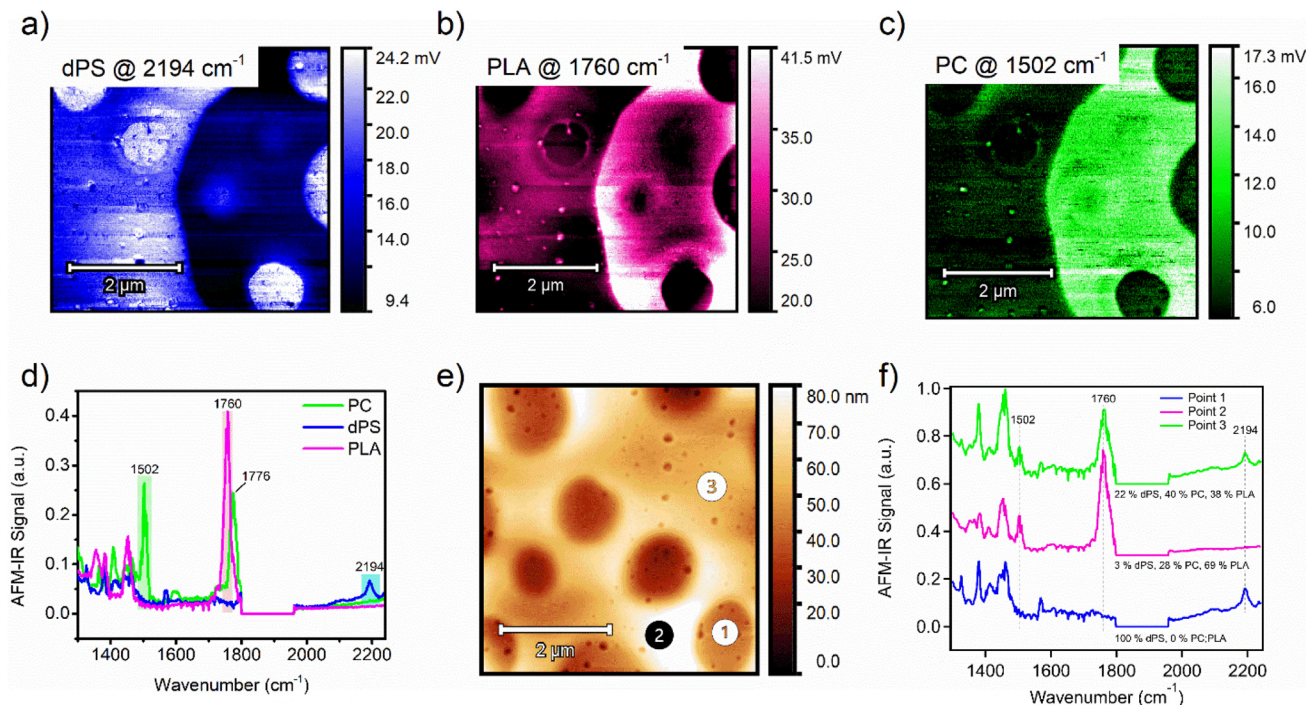 a)
dPS @ 2194 cm⁻¹
2 µm
24.2 mV
22.0
20.0
18.0
16.0
14.0
9.4
b)
PLA @ 1760 cm⁻¹
2 µm
41.5 mV
35.0
30.0
25.0
20.0
c)
PC @ 1502 cm⁻¹
2 µm
17.3 mV
16.0
14.0
12.0
10.0
6.0
d)
AFM-IR Signal (a.u.)
0.4
0.3
0.2
0.1
0.0
1502
1760
1776
2194
PC
dPS
PLA
1400 1600 1800 2000 2200
Wavenumber (cm⁻¹)
e)
3
2
1
2 µm
80.0 nm
70.0
60.0
50.0
40.0
30.0
20.0
10.0
0.0
f)
AFM-IR Signal (a.u.)
1.0
0.8
0.6
0.4
0.2
0.0
Point 1
Point 2
Point 3
1502
1760
2194
22 % dPS, 40 % PC, 38 % PLA
3 % dPS, 28 % PC, 69 % PLA
100 % dPS, 0 % PC;PLA
1400 1600 1800 2000 2200
Wavenumber (cm⁻¹)